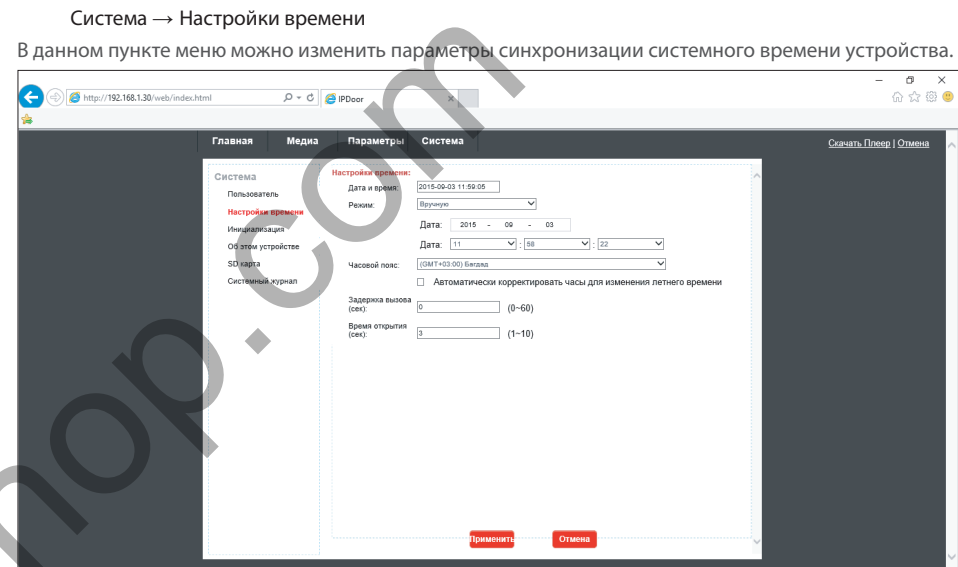 Система → Настройки времени
В данном пункте меню можно изменить параметры синхронизации системного времени устройства.
http://192.168.1.30/web/index.html
IPDoor
Главная Медиа Параметры Система
Скачать Плеер | Отмена
Система
Пользователь
Настройки времени
Инициализация
Об этом устройстве
SD карта
Системный журнал
Настройки времени:
Дата и время: 2015-09-03 11:59:05
Режим: Вручную
Дата: 2015 - 09 - 03
Дата: 11 : 58 : 22
Часовой пояс: (GMT+03:00) Багдад
Автоматически корректировать часы для изменения летнего времени
Задержка вызова
(сек): 0 (0~60)
Время открытия
(сек): 3 (1~10)
Применить Отмена